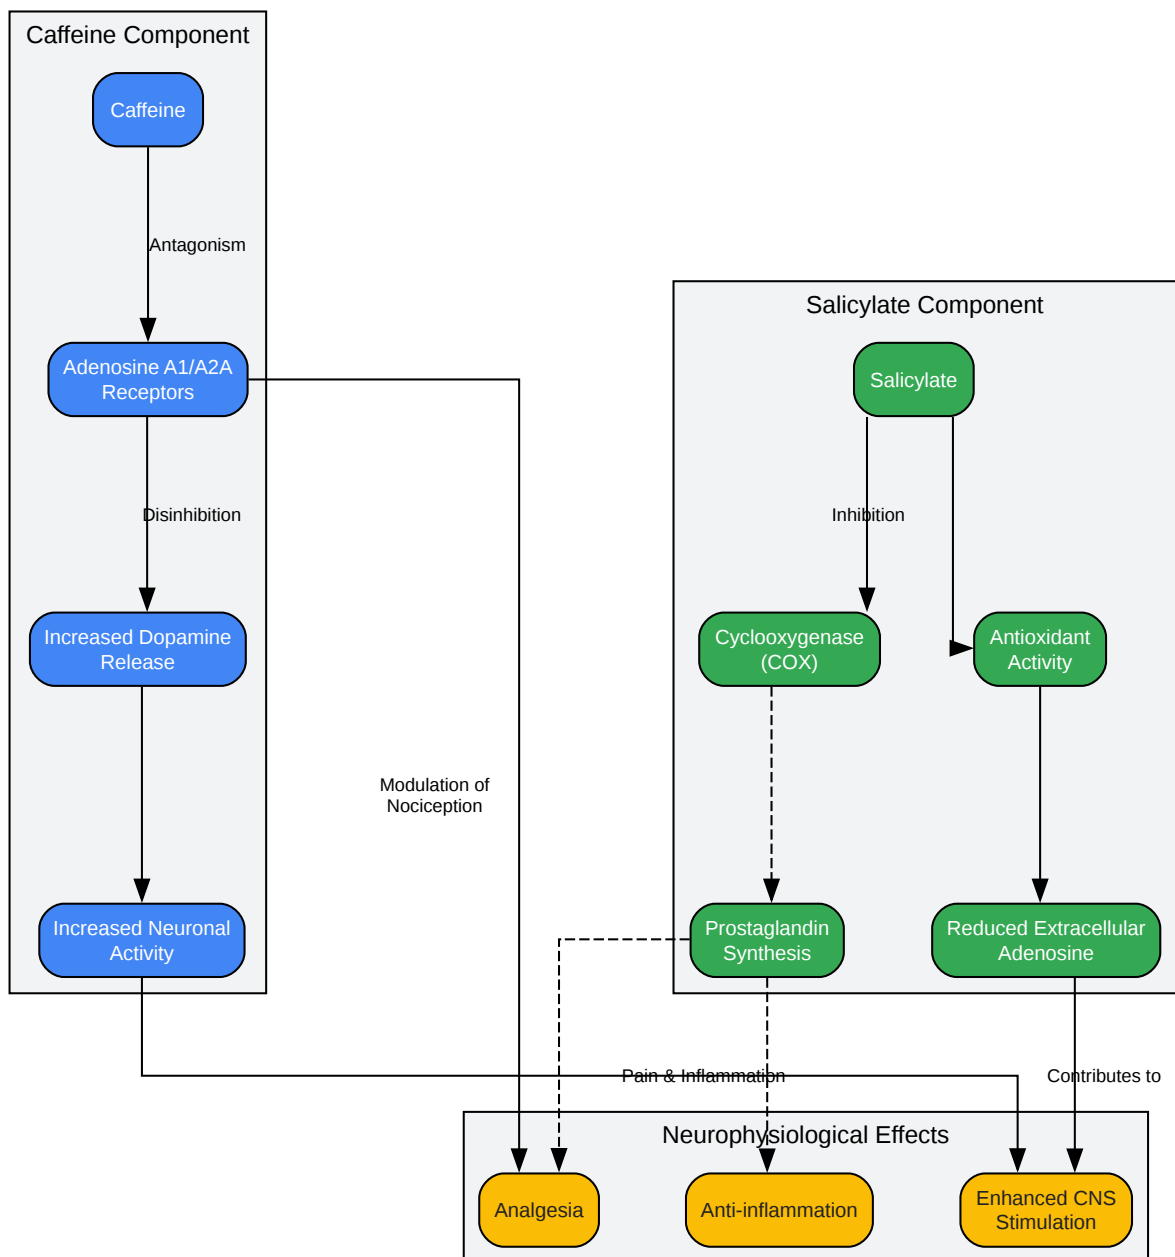 Caffeine Component
Caffeine
Antagonism
Adenosine A1/A2A
Receptors
Disinhibition
Increased Dopamine
Release
Increased Neuronal
Activity
Modulation of
Nociception
Salicylate Component
Salicylate
Inhibition
Cyclooxygenase
(COX)
Antioxidant
Activity
Prostaglandin
Synthesis
Reduced Extracellular
Adenosine
Pain & Inflammation
Contributes to
Neurophysiological Effects
Analgesia
Anti-inflammation
Enhanced CNS
Stimulation